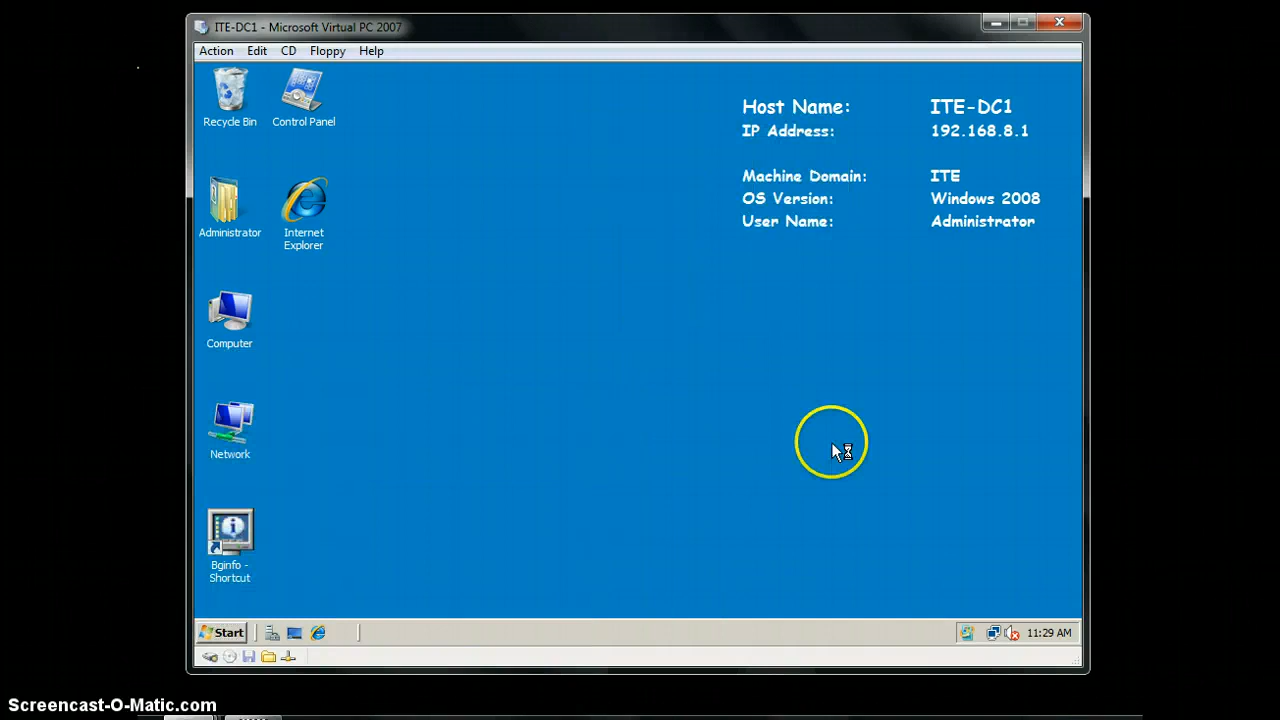 ITE-DC1 - Microsoft Virtual PC 2007
Action Edit CD Floppy Help
Recycle Bin
Control Panel
Administrator
Internet
Explorer
Computer
Network
Bginfo -
Shortcut
Host Name: ITE-DC1
IP Address: 192.168.8.1
Machine Domain: ITE
OS Version: Windows 2008
User Name: Administrator
Start
11:29 AM
Screencast-O-Matic.com